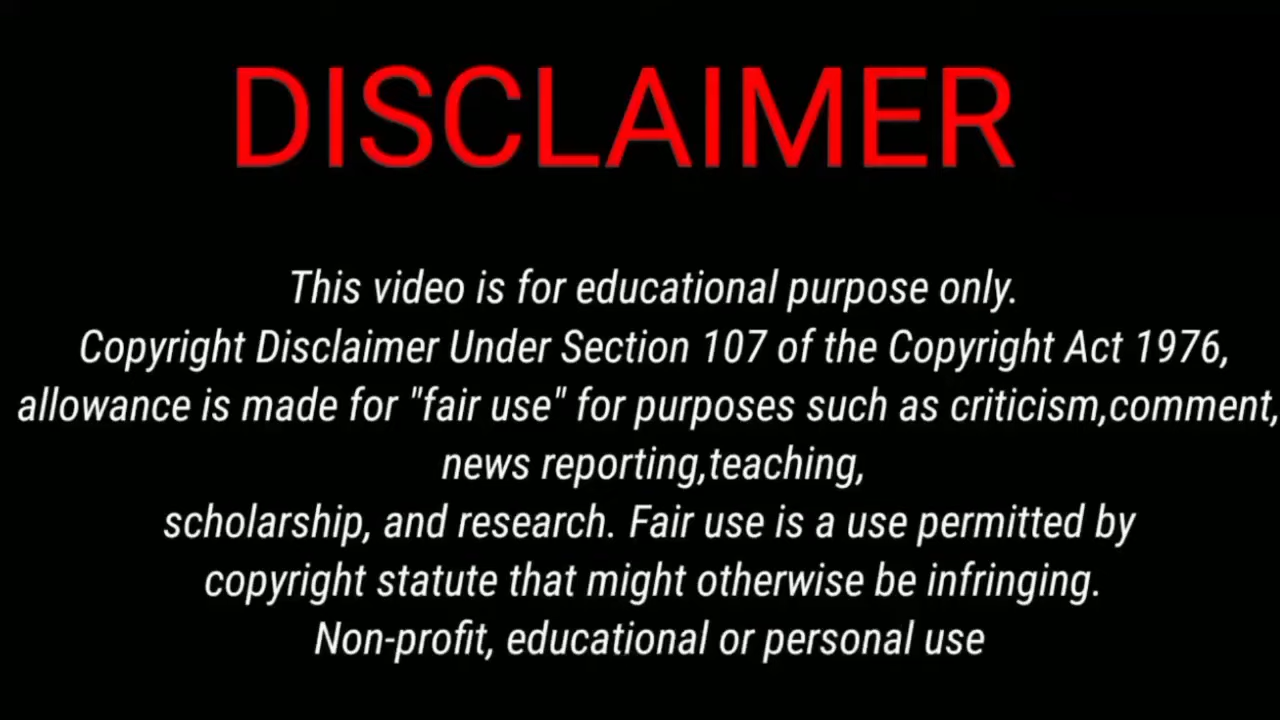 DISCLAIMER
This video is for educational purpose only.
Copyright Disclaimer Under Section 107 of the Copyright Act 1976,
allowance is made for "fair use" for purposes such as criticism,comment,
news reporting,teaching,
scholarship, and research. Fair use is a use permitted by
copyright statute that might otherwise be infringing.
Non-profit, educational or personal use